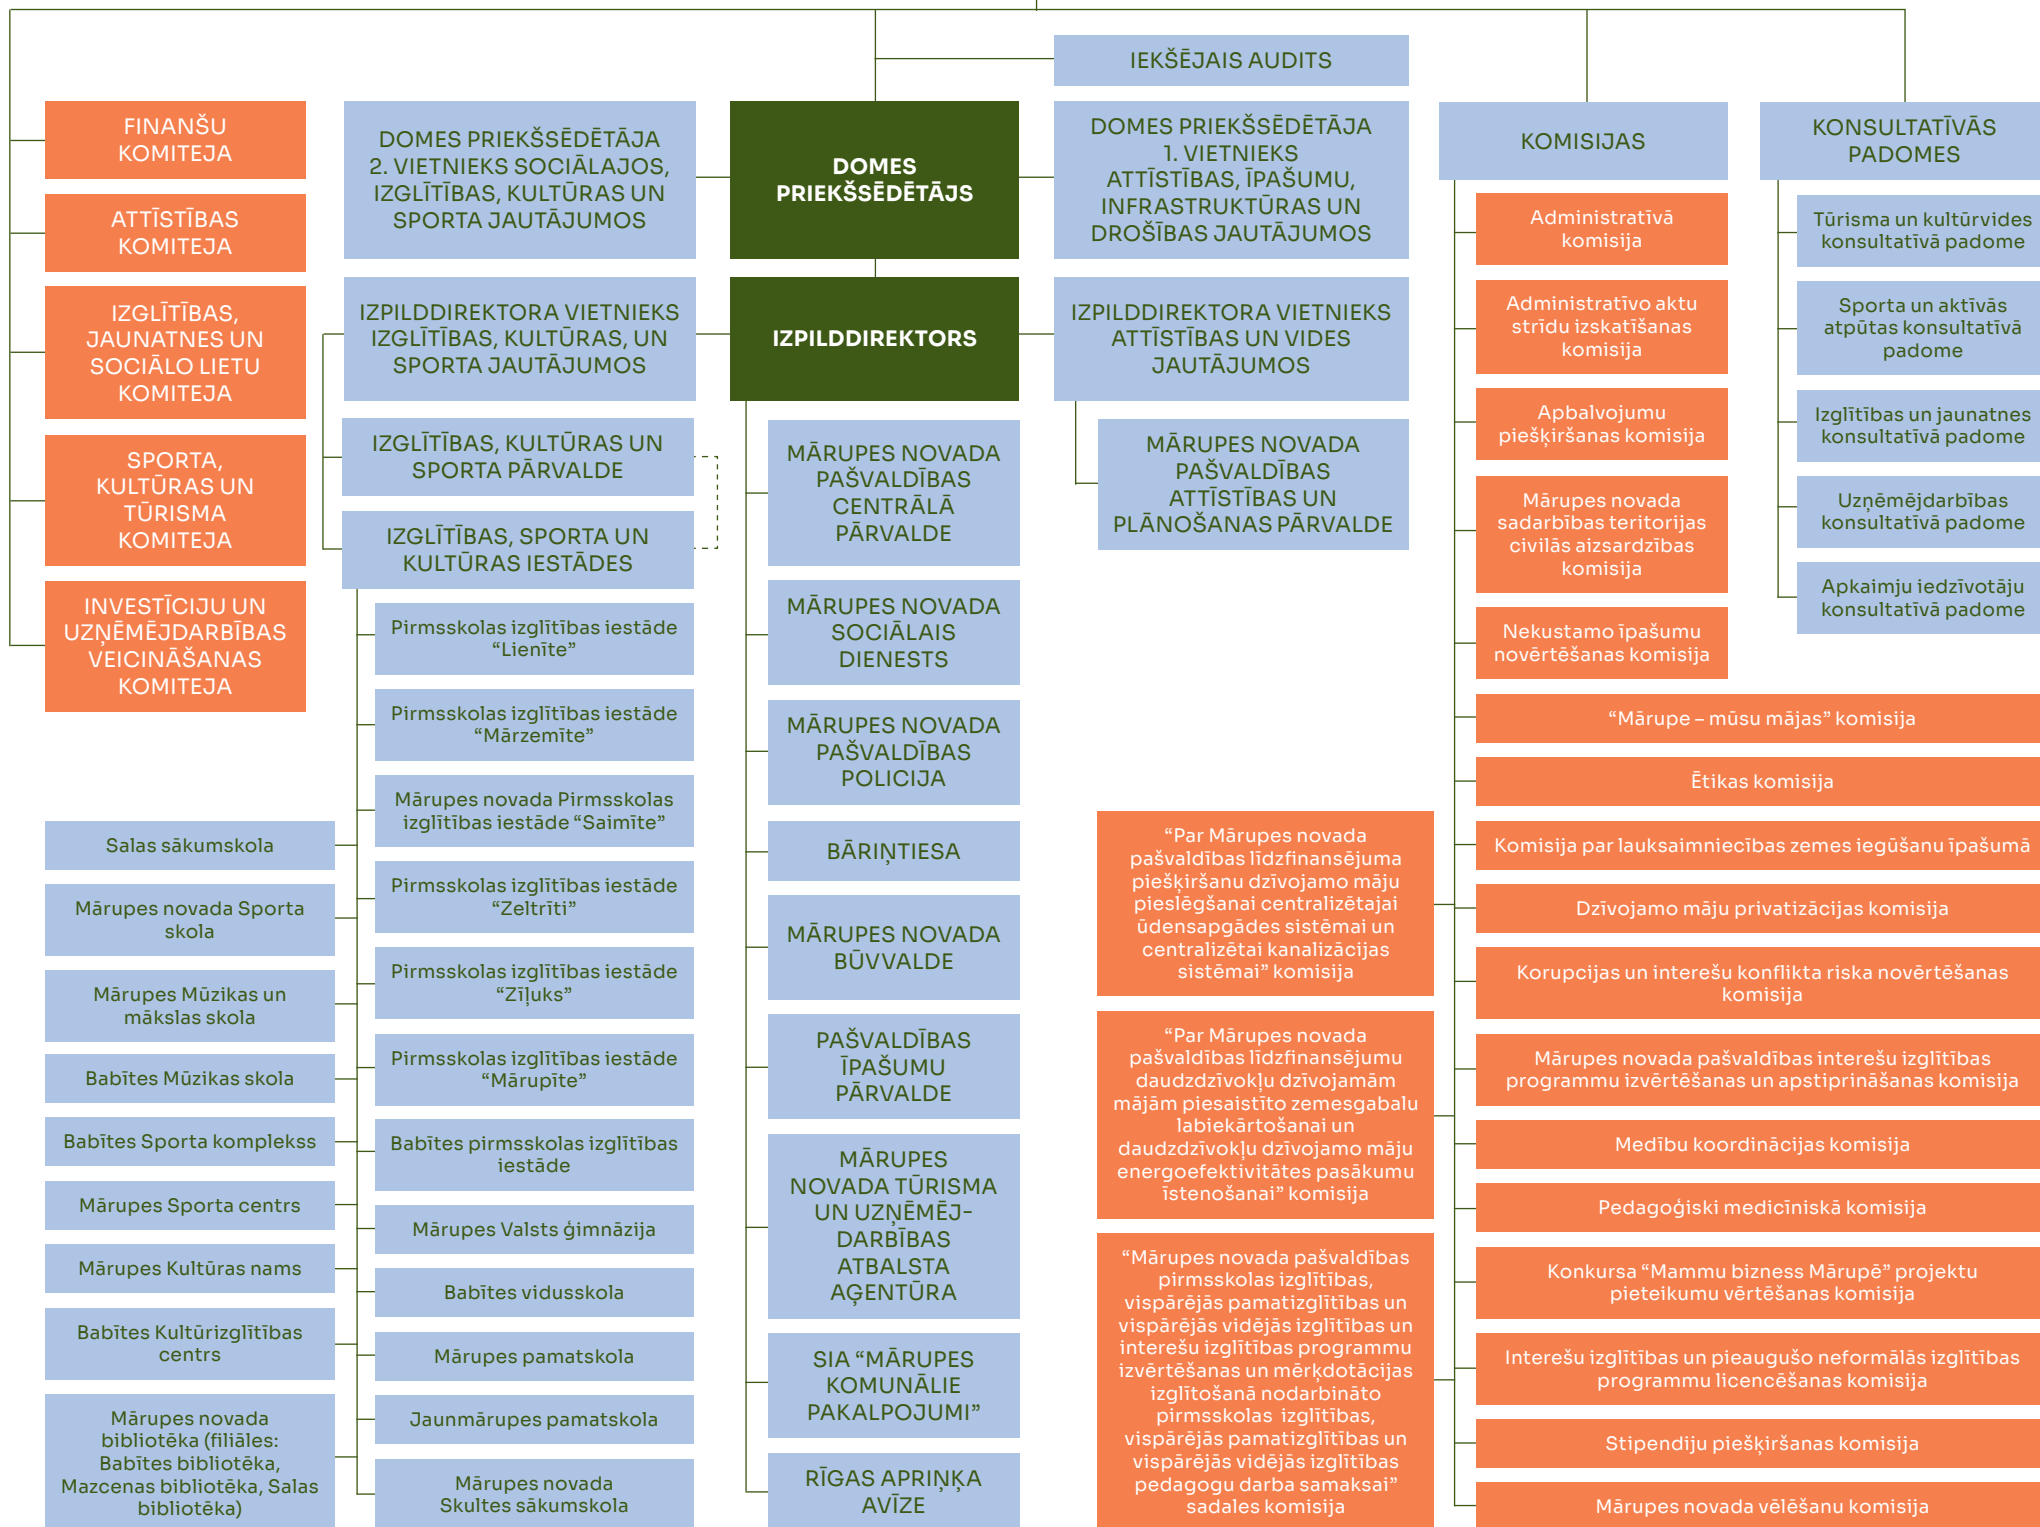 IEKŠĒJAIS AUDITS
FINANŠU
KOMITEJA
ATTĪSTĪBAS
KOMITEJA
IZGLĪTĪBAS,
JAUNATNES UN
SOCIĀLO LIETU
KOMITEJA
SPORTA,
KULTŪRAS UN
TŪRISMA
KOMITEJA
INVESTĪCIJU UN
UZŅĒMĒJDARBĪBAS
VEICINĀŠANAS
KOMITEJA
DOMES PRIEKŠSĒDĒTĀJA
2. VIETNIEKS SOCIĀLAJOS,
IZGLĪTĪBAS, KULTŪRAS UN
SPORTA JAUTĀJUMOS
DOMES
PRIEKŠSĒDĒTĀJS
DOMES PRIEKŠSĒDĒTĀJA
1. VIETNIEKS
ATTĪSTĪBAS, ĪPAŠUMU,
INFRASTRUKTŪRAS UN
DROŠĪBAS JAUTĀJUMOS
IZPILDDIREKTORA VIETNIEKS
IZGLĪTĪBAS, KULTŪRAS, UN
SPORTA JAUTĀJUMOS
IZPILDDIREKTORS
IZPILDDIREKTORA VIETNIEKS
ATTĪSTĪBAS UN VIDES
JAUTĀJUMOS
IZGLĪTĪBAS, KULTŪRAS UN
SPORTA PĀRVALDE
IZGLĪTĪBAS, SPORTA UN
KULTŪRAS IESTĀDES
Pirmsskolas izglītības iestāde
“Lienīte”
Pirmsskolas izglītības iestāde
“Mārzemīte”
Mārupes novada Pirmsskolas
izglītības iestāde “Saimīte”
Pirmsskolas izglītības iestāde
“Zeltrīti”
Pirmsskolas izglītības iestāde
“Zīļuks”
Pirmsskolas izglītības iestāde
“Mārupīte”
Babītes pirmsskolas izglītības
iestāde
Mārupes Valsts ģimnāzija
Babītes vidusskola
Mārupes pamatskola
Jaunmārupes pamatskola
Mārupes novada
Skultes sākumskola
Salas sākumskola
Mārupes novada Sporta
skola
Mārupes Mūzikas un
mākslas skola
Babītes Mūzikas skola
Babītes Sporta komplekss
Mārupes Sporta centrs
Mārupes Kultūras nams
Babītes Kultūrizglītības
centrs
Mārupes novada
bibliotēka (filiāles:
Babītes bibliotēka,
Mazcenas bibliotēka, Salas
bibliotēka)
MĀRUPES NOVADA
PAŠVALDĪBAS
CENTRĀLĀ
PĀRVALDE
MĀRUPES NOVADA
SOCIĀLAIS
DIENESTS
MĀRUPES NOVADA
PAŠVALDĪBAS
POLICIJA
BĀRIŅTIESA
MĀRUPES NOVADA
BŪVVALDE
PAŠVALDĪBAS
ĪPAŠUMU
PĀRVALDE
MĀRUPES
NOVADA TŪRISMA
UN UZŅĒMĒJ-
DARBĪBAS
ATBALSTA
AĢENTŪRA
SIA “MĀRUPES
KOMUNĀLIE
PAKALPOJUMI”
RĪGAS APRIŅĶA
AVĪZE
MĀRUPES NOVADA
PAŠVALDĪBAS
ATTĪSTĪBAS UN
PLĀNOŠANAS PĀRVALDE
KOMISIJAS
Administratīvā
komisija
Administratīvo aktu
strīdu izskatīšanas
komisija
Apbalvojumu
piešķiršanas komisija
Mārupes novada
sadarbības teritorijas
civilās aizsardzības
komisija
Nekustamo īpašumu
novērtēšanas komisija
“Mārupe – mūsu mājas” komisija
Ētikas komisija
Komisija par lauksaimniecības zemes iegūšanu īpašumā
Dzīvojamo māju privatizācijas komisija
Korupcijas un interešu konflikta riska novērtēšanas
komisija
Mārupes novada pašvaldības interešu izglītības
programmu izvērtēšanas un apstiprināšanas komisija
Medību koordinācijas komisija
Pedagoģiski medicīniskā komisija
Konkursa “Mammu bizness Mārupē” projektu
pieteikumu vērtēšanas komisija
Interešu izglītības un pieaugušo neformālās izglītības
programmu licencēšanas komisija
Stipendiju piešķiršanas komisija
Mārupes novada vēlēšanu komisija
“Par Mārupes novada
pašvaldības līdzfinansējuma
piešķiršanu dzīvojamo māju
pieslēgšanai centralizētajai
ūdensapgādes sistēmai un
centralizētai kanalizācijas
sistēmai” komisija
“Par Mārupes novada
pašvaldības līdzfinansējumu
daudzdzīvokļu dzīvojamām
mājām piesaistīto zemesgabalu
labiekārtošanai un
daudzdzīvokļu dzīvojamo māju
energoefektivitātes pasākumu
īstenošanai” komisija
“Mārupes novada pašvaldības
pirmsskolas izglītības,
vispārējās pamatizglītības un
vispārējās vidējās izglītības un
interešu izglītības programmu
izvērtēšanas un mērķdotācijas
izglītošanā nodarbināto
pirmsskolas izglītības,
vispārējās pamatizglītības un
vispārējās vidējās izglītības
pedagogu darba samaksai”
sadales komisija
KONSULTATĪVĀS
PADOMES
Tūrisma un kultūrvides
konsultatīvā padome
Sporta un aktīvās
atpūtas konsultatīvā
padome
Izglītības un jaunatnes
konsultatīvā padome
Uzņēmējdarbības
konsultatīvā padome
Apkaimju iedzīvotāju
konsultatīvā padome